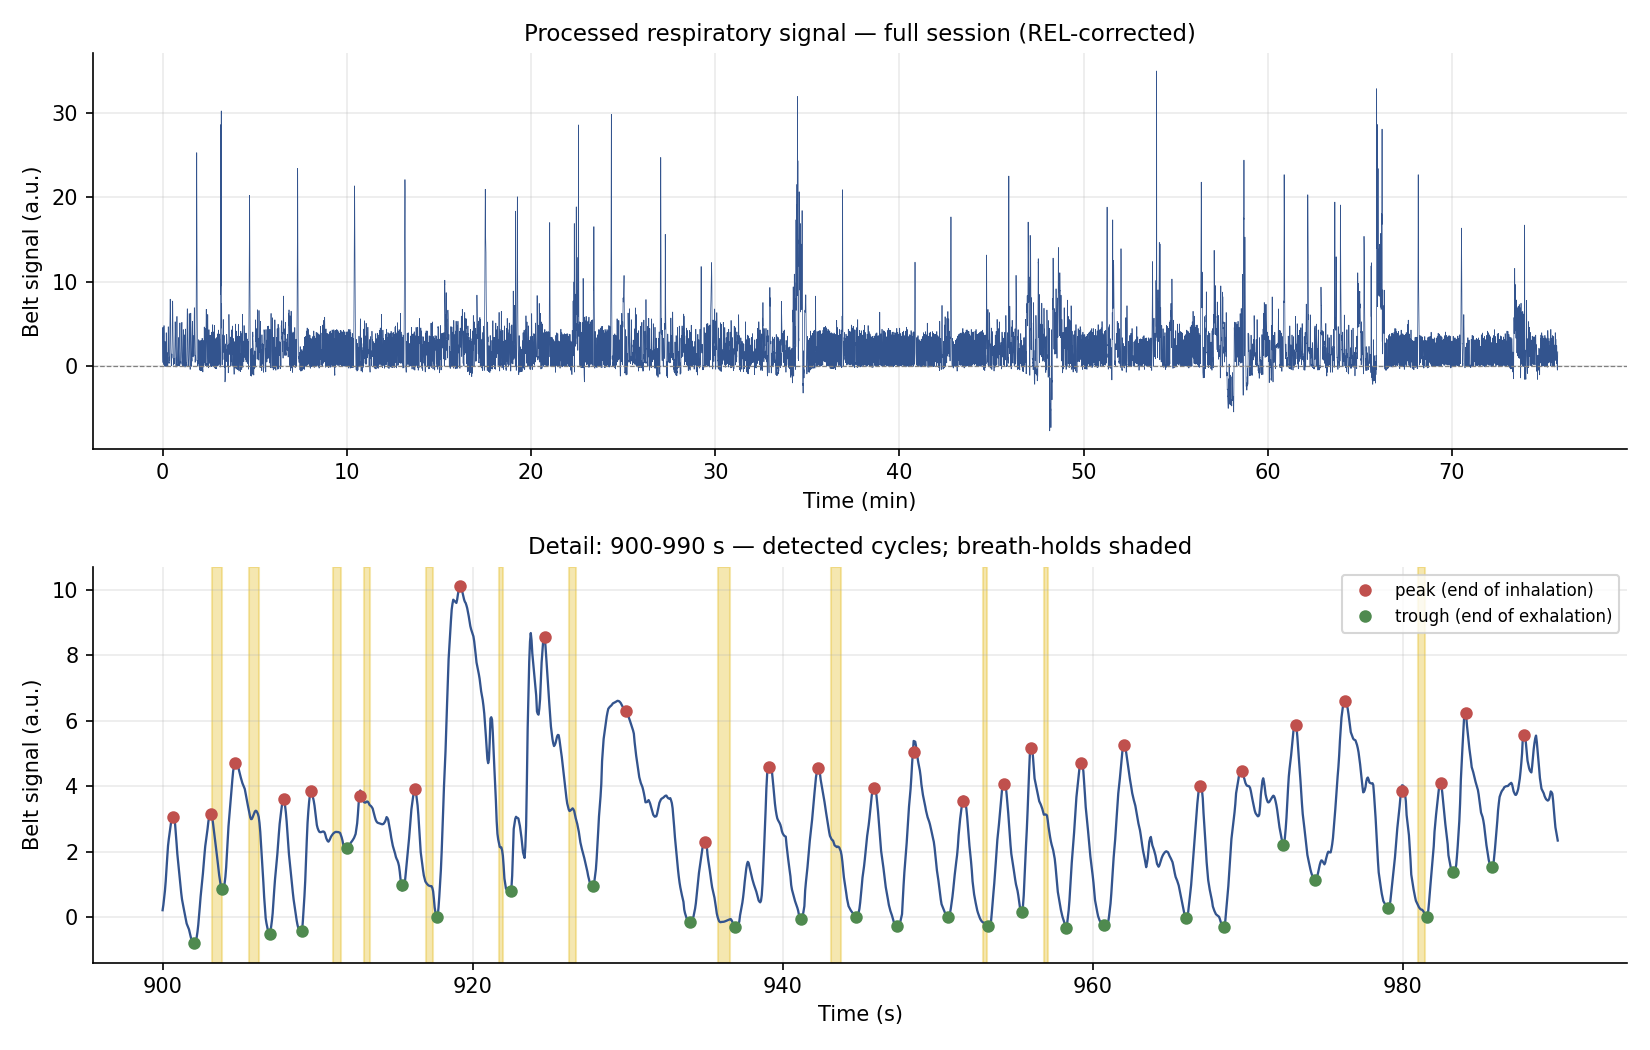 Processed respiratory signal — full session (REL-corrected)
Belt signal (a.u.)
30
20
10
0
0 10 20 30 40 50 60 70
Time (min)
Detail: 900-990 s — detected cycles; breath-holds shaded
Belt signal (a.u.)
10
8
6
4
2
0
peak (end of inhalation)
trough (end of exhalation)
900 920 940 960 980
Time (s)